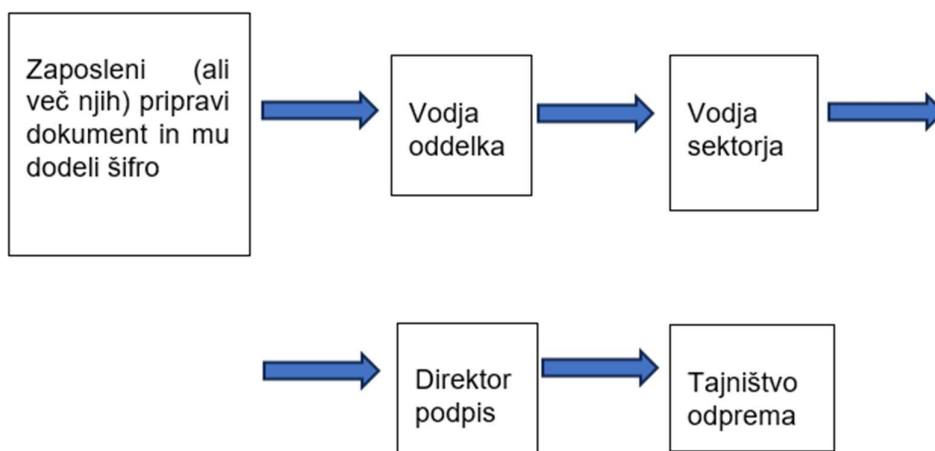 Zaposleni (ali
več njih) pripravi
dokument in mu
dodeli šifro
Vodja
oddelka
Vodja
sektorja
Direktor
podpis
Tajništvo
odprema